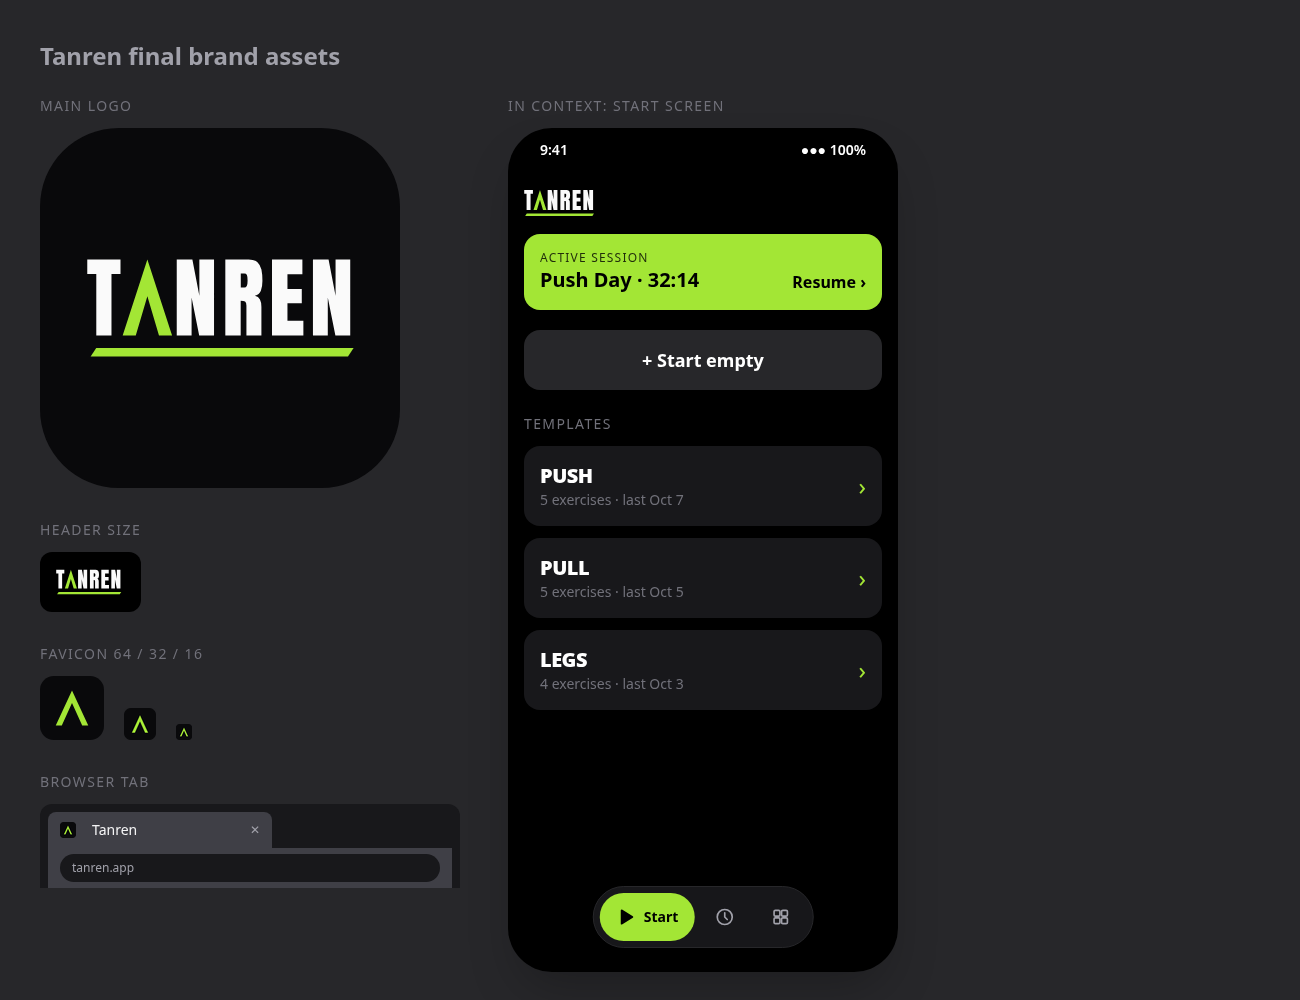 Tanren final brand assets
MAIN LOGO
TANREN
HEADER SIZE
TANREN
FAVICON 64 / 32 / 16
BROWSER TAB
Tanren ×
tanren.app
IN CONTEXT: START SCREEN
9:41 ●●● 100%
TANREN
ACTIVE SESSION
Push Day · 32:14
Resume ›
+ Start empty
TEMPLATES
PUSH
5 exercises · last Oct 7
›
PULL
5 exercises · last Oct 5
›
LEGS
4 exercises · last Oct 3
›
Start